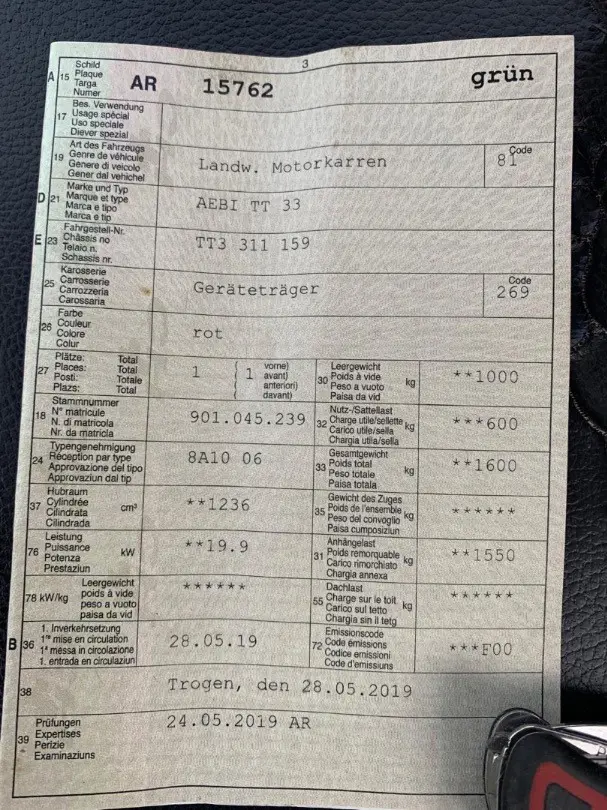 3
A 15 Schild
Plaque
Targa
Numer
AR 15762 grün
17 Bes. Verwendung
Usage spécial
Uso speciale
Diever spezial
19 Art des Fahrzeugs
Genre de véhicule
Genere di veicolo
Gener dal vehichel
Landw. Motorkarren
Code
81
D 21 Marke und Typ
Marque et type
Marca e tipo
Marca e tip
AEBI TT 33
E 23 Fahrgestell-Nr.
Châssis no
Telaio n.
Schassis nr.
TT3 311 159
25 Karosserie
Carrosserie
Carrozzeria
Carossaria
Geräteträger
Code
269
26 Farbe
Couleur
Colore
Colur
rot
27 Plätze: Total
Places: Total
Posti: Totale
Plazs: Total
1 ( 1 vorne)
( avant)
( anteriori)
( davant)
30 Leergewicht
Poids à vide
Peso a vuoto
Paisa da vid
kg
**1000
18 Stammnummer
N° matricule
N. di matricola
Nr. da matricla
901.045.239
32 Nutz-/Sattellast
Charge utile/sellette
Carico utile/sella
Chargia utila/sella
kg
***600
24 Typengenehmigung
Réception par type
Approvazione del tipo
Approvaziun dal tip
8A10 06
33 Gesamtgewicht
Poids total
Peso totale
Paisa totala
kg
**1600
37 Hubraum
Cylindrée
Cilindrata
Cilindrada
cm³
**1236
35 Gewicht des Zuges
Poids de l'ensemble
Peso del convoglio
Paisa cumposiziun
kg
******
76 Leistung
Puissance
Potenza
Prestaziun
kW
**19.9
31 Anhängelast
Poids remorquable
Carico rimorchiato
Chargia annexa
kg
**1550
78 kW/kg Leergewicht
poids à vide
peso a vuoto
paisa da vid
******
55 Dachlast
Charge sur le toit
Carico sul tetto
Chargia sin il tetg
kg
******
B 36 1. Inverkehrsetzung
1re mise en circulation
1a messa in circolazione
1. entrada en circulaziun
28.05.19
72 Emissionscode
Code émissions
Codice emissioni
Code d'emissiuns
***F00
38
Trogen, den 28.05.2019
39 Prüfungen
Expertises
Perizie
Examinaziuns
24.05.2019 AR